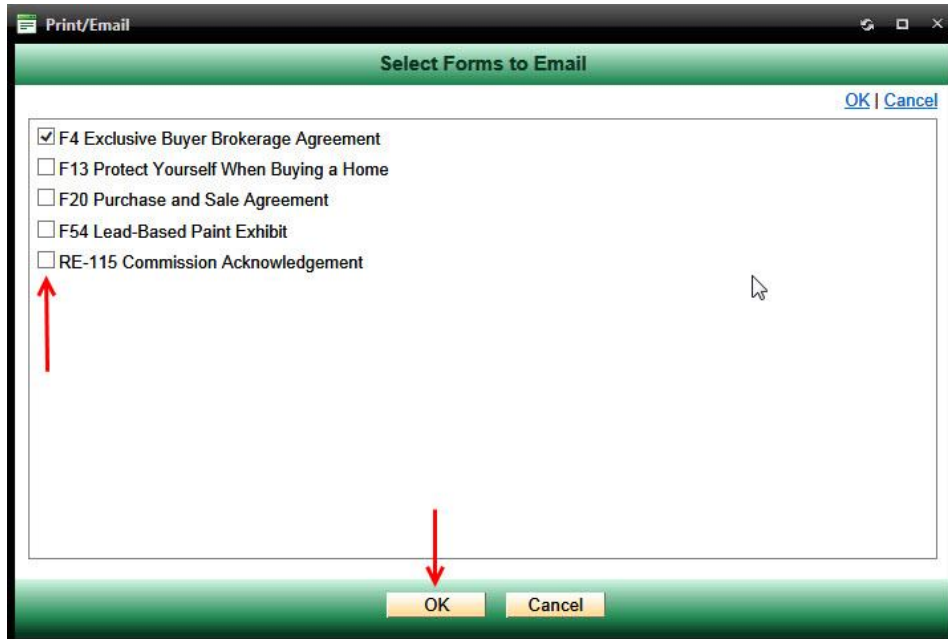 Print/Email
Select Forms to Email
OK | Cancel
F4 Exclusive Buyer Brokerage Agreement
F13 Protect Yourself When Buying a Home
F20 Purchase and Sale Agreement
F54 Lead-Based Paint Exhibit
RE-115 Commission Acknowledgement
OK Cancel